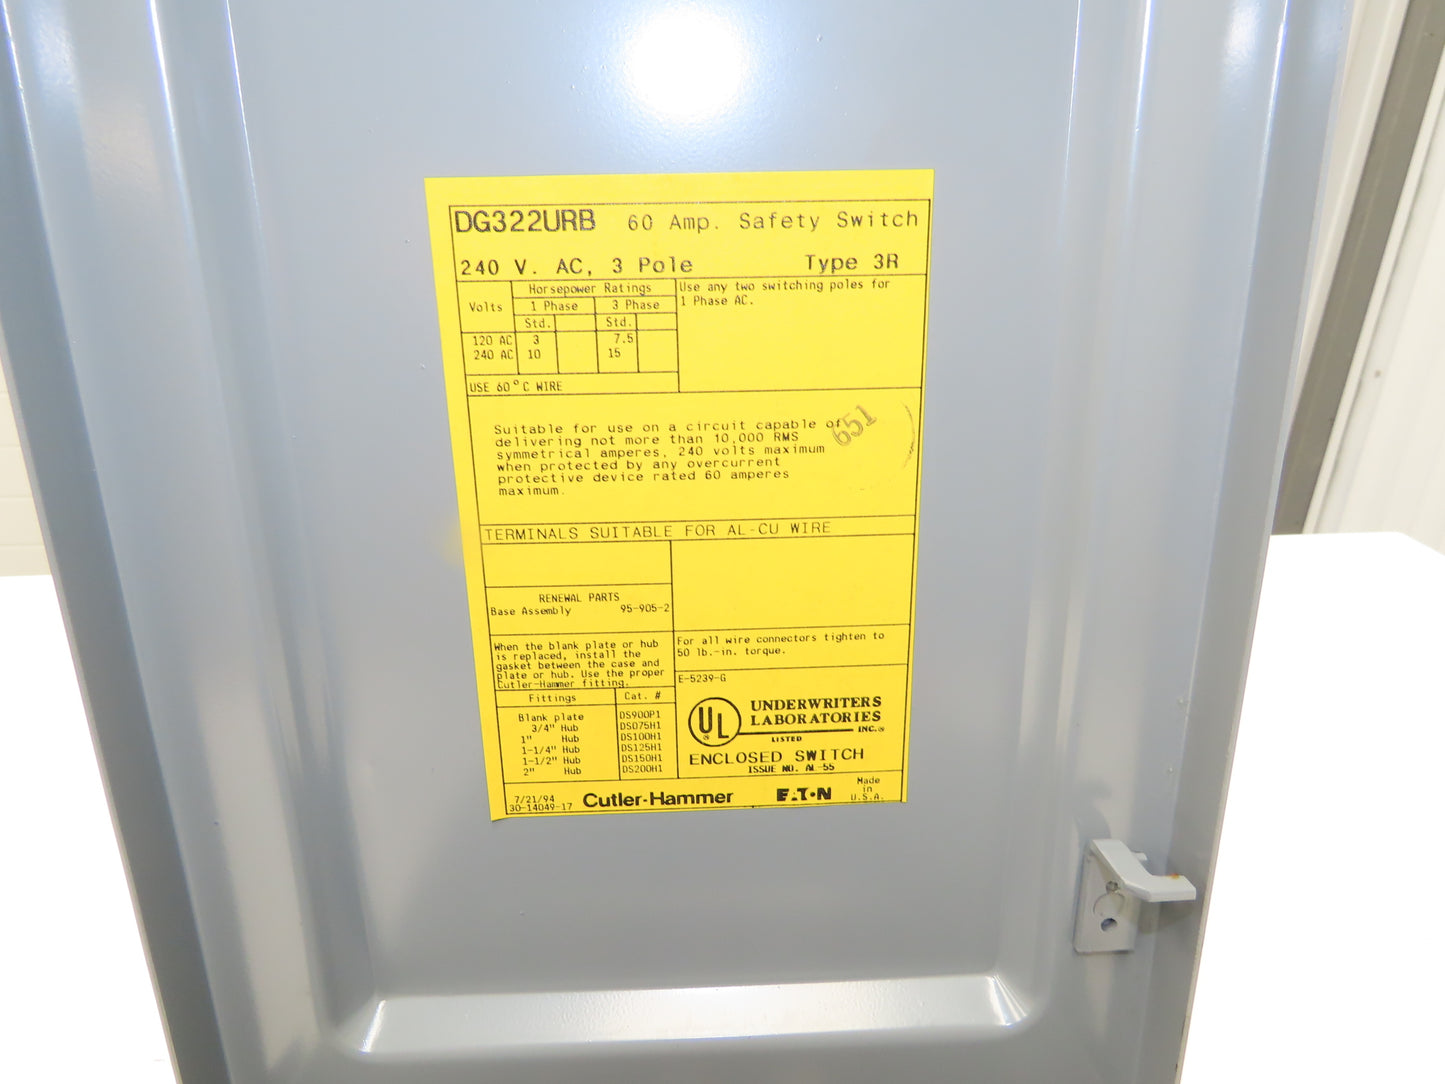 DG322URB 60 Amp. Safety Switch
240 V. AC, 3 Pole Type 3R
Horsepower Ratings
Volts 1 Phase 3 Phase
Std. Std.
120 AC 3 7.5
240 AC 10 15
USE 60°C WIRE
Use any two switching poles for
1 Phase AC.
Suitable for use on a circuit capable of
delivering not more than 10,000 RMS
symmetrical amperes, 240 volts maximum
when protected by any overcurrent
protective device rated 60 amperes
maximum.
651
TERMINALS SUITABLE FOR AL-CU WIRE
RENEWAL PARTS
Base Assembly 95-905-2
When the blank plate or hub
is replaced, install the
gasket between the case and
plate or hub. Use the proper
Cutler-Hammer fitting.
Fittings Cat. #
Blank plate DS900P1
3/4" Hub DS075H1
1" Hub DS100H1
1-1/4" Hub DS125H1
1-1/2" Hub DS150H1
2" Hub DS200H1
For all wire connectors tighten to
50 lb.-in. torque.
E-5239-G
UL ® UNDERWRITERS
LABORATORIES
INC.®
LISTED
ENCLOSED SWITCH
ISSUE NO. AL-55
7/21/94
30-14049-17
Cutler-Hammer
EATON
Made
in
U.S.A.